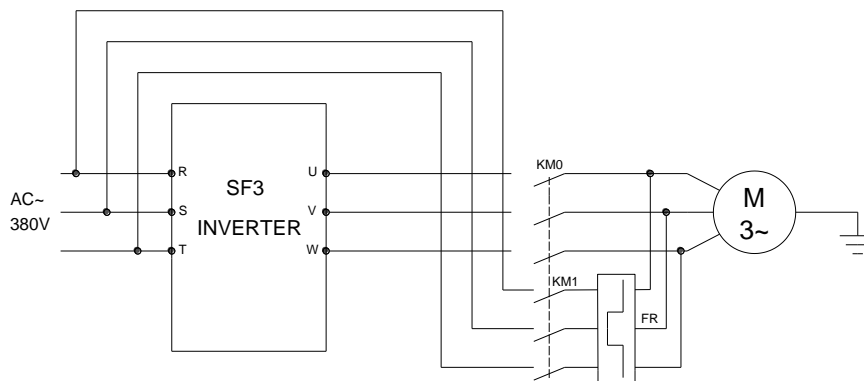 KM0
R
U
AC~
380V
SF3
INVERTER
S
V
M
3~
T
W
KM1
FR